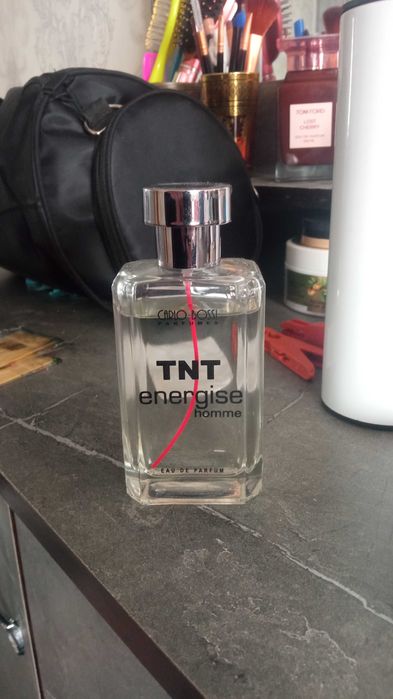 TOM FORD
LOST
CHERRY
CARLO BOSSI
PARFUMES
TNT
energise
homme
EAU DE PARFUM